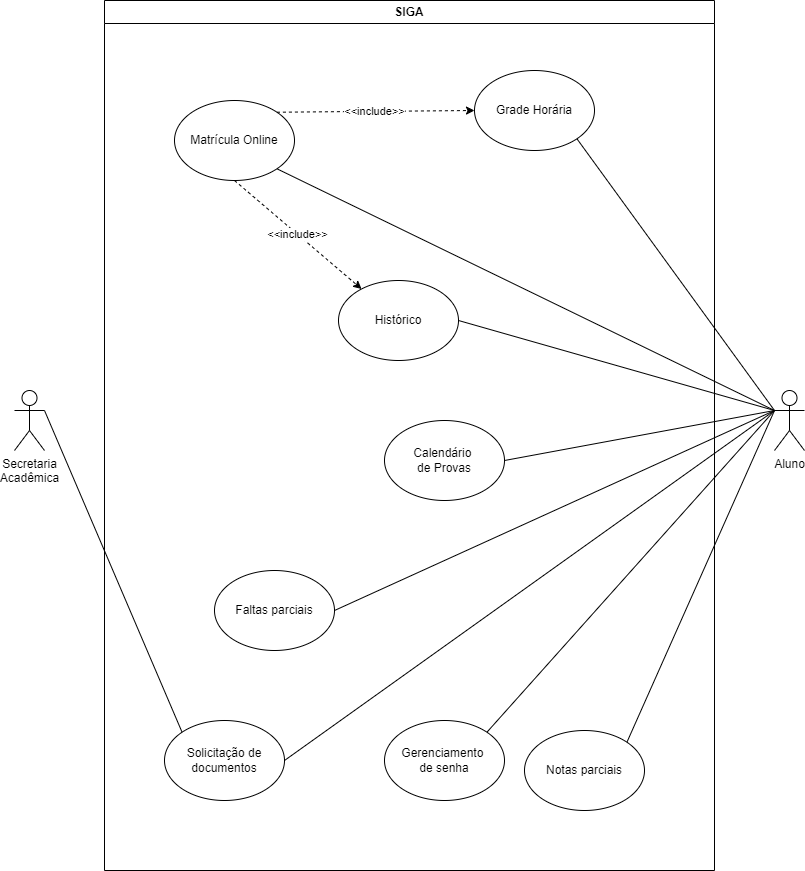 SIGA
Grade Horária
<<include>>
Matrícula Online
<<include>>
Histórico
Calendário
de Provas
Secretaria
Acadêmica
Aluno
Faltas parciais
Solicitação de
documentos
Gerenciamento
de senha
Notas parciais